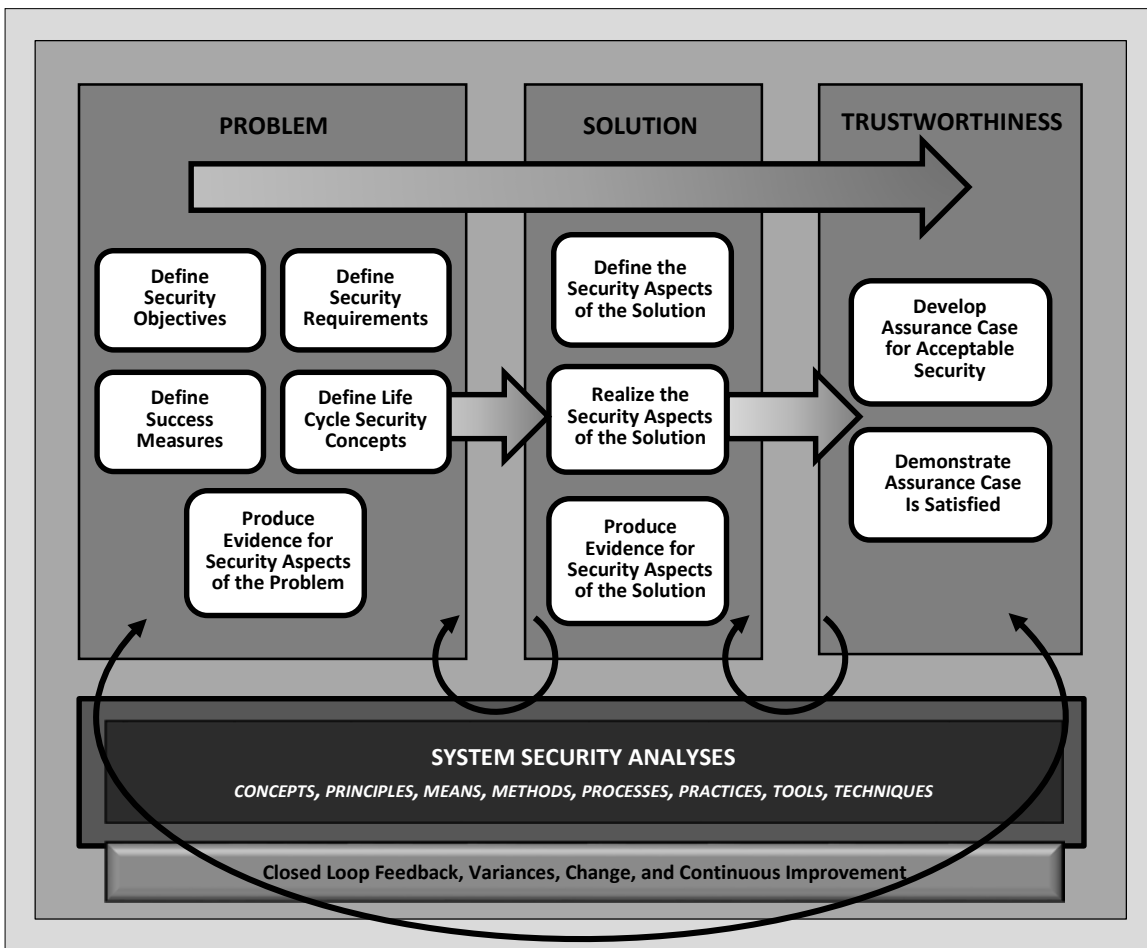 PROBLEM
Define
Security
Objectives
Define
Security
Requirements
Define
Success
Measures
Define Life
Cycle Security
Concepts
Produce
Evidence for
Security Aspects
of the Problem
SOLUTION
Define the
Security Aspects
of the Solution
Realize the
Security Aspects
of the Solution
Produce
Evidence for
Security Aspects
of the Solution
TRUSTWORTHINESS
Develop
Assurance Case
for Acceptable
Security
Demonstrate
Assurance Case
Is Satisfied
SYSTEM SECURITY ANALYSES
CONCEPTS, PRINCIPLES, MEANS, METHODS, PROCESSES, PRACTICES, TOOLS, TECHNIQUES
Closed Loop Feedback, Variances, Change, and Continuous Improvement